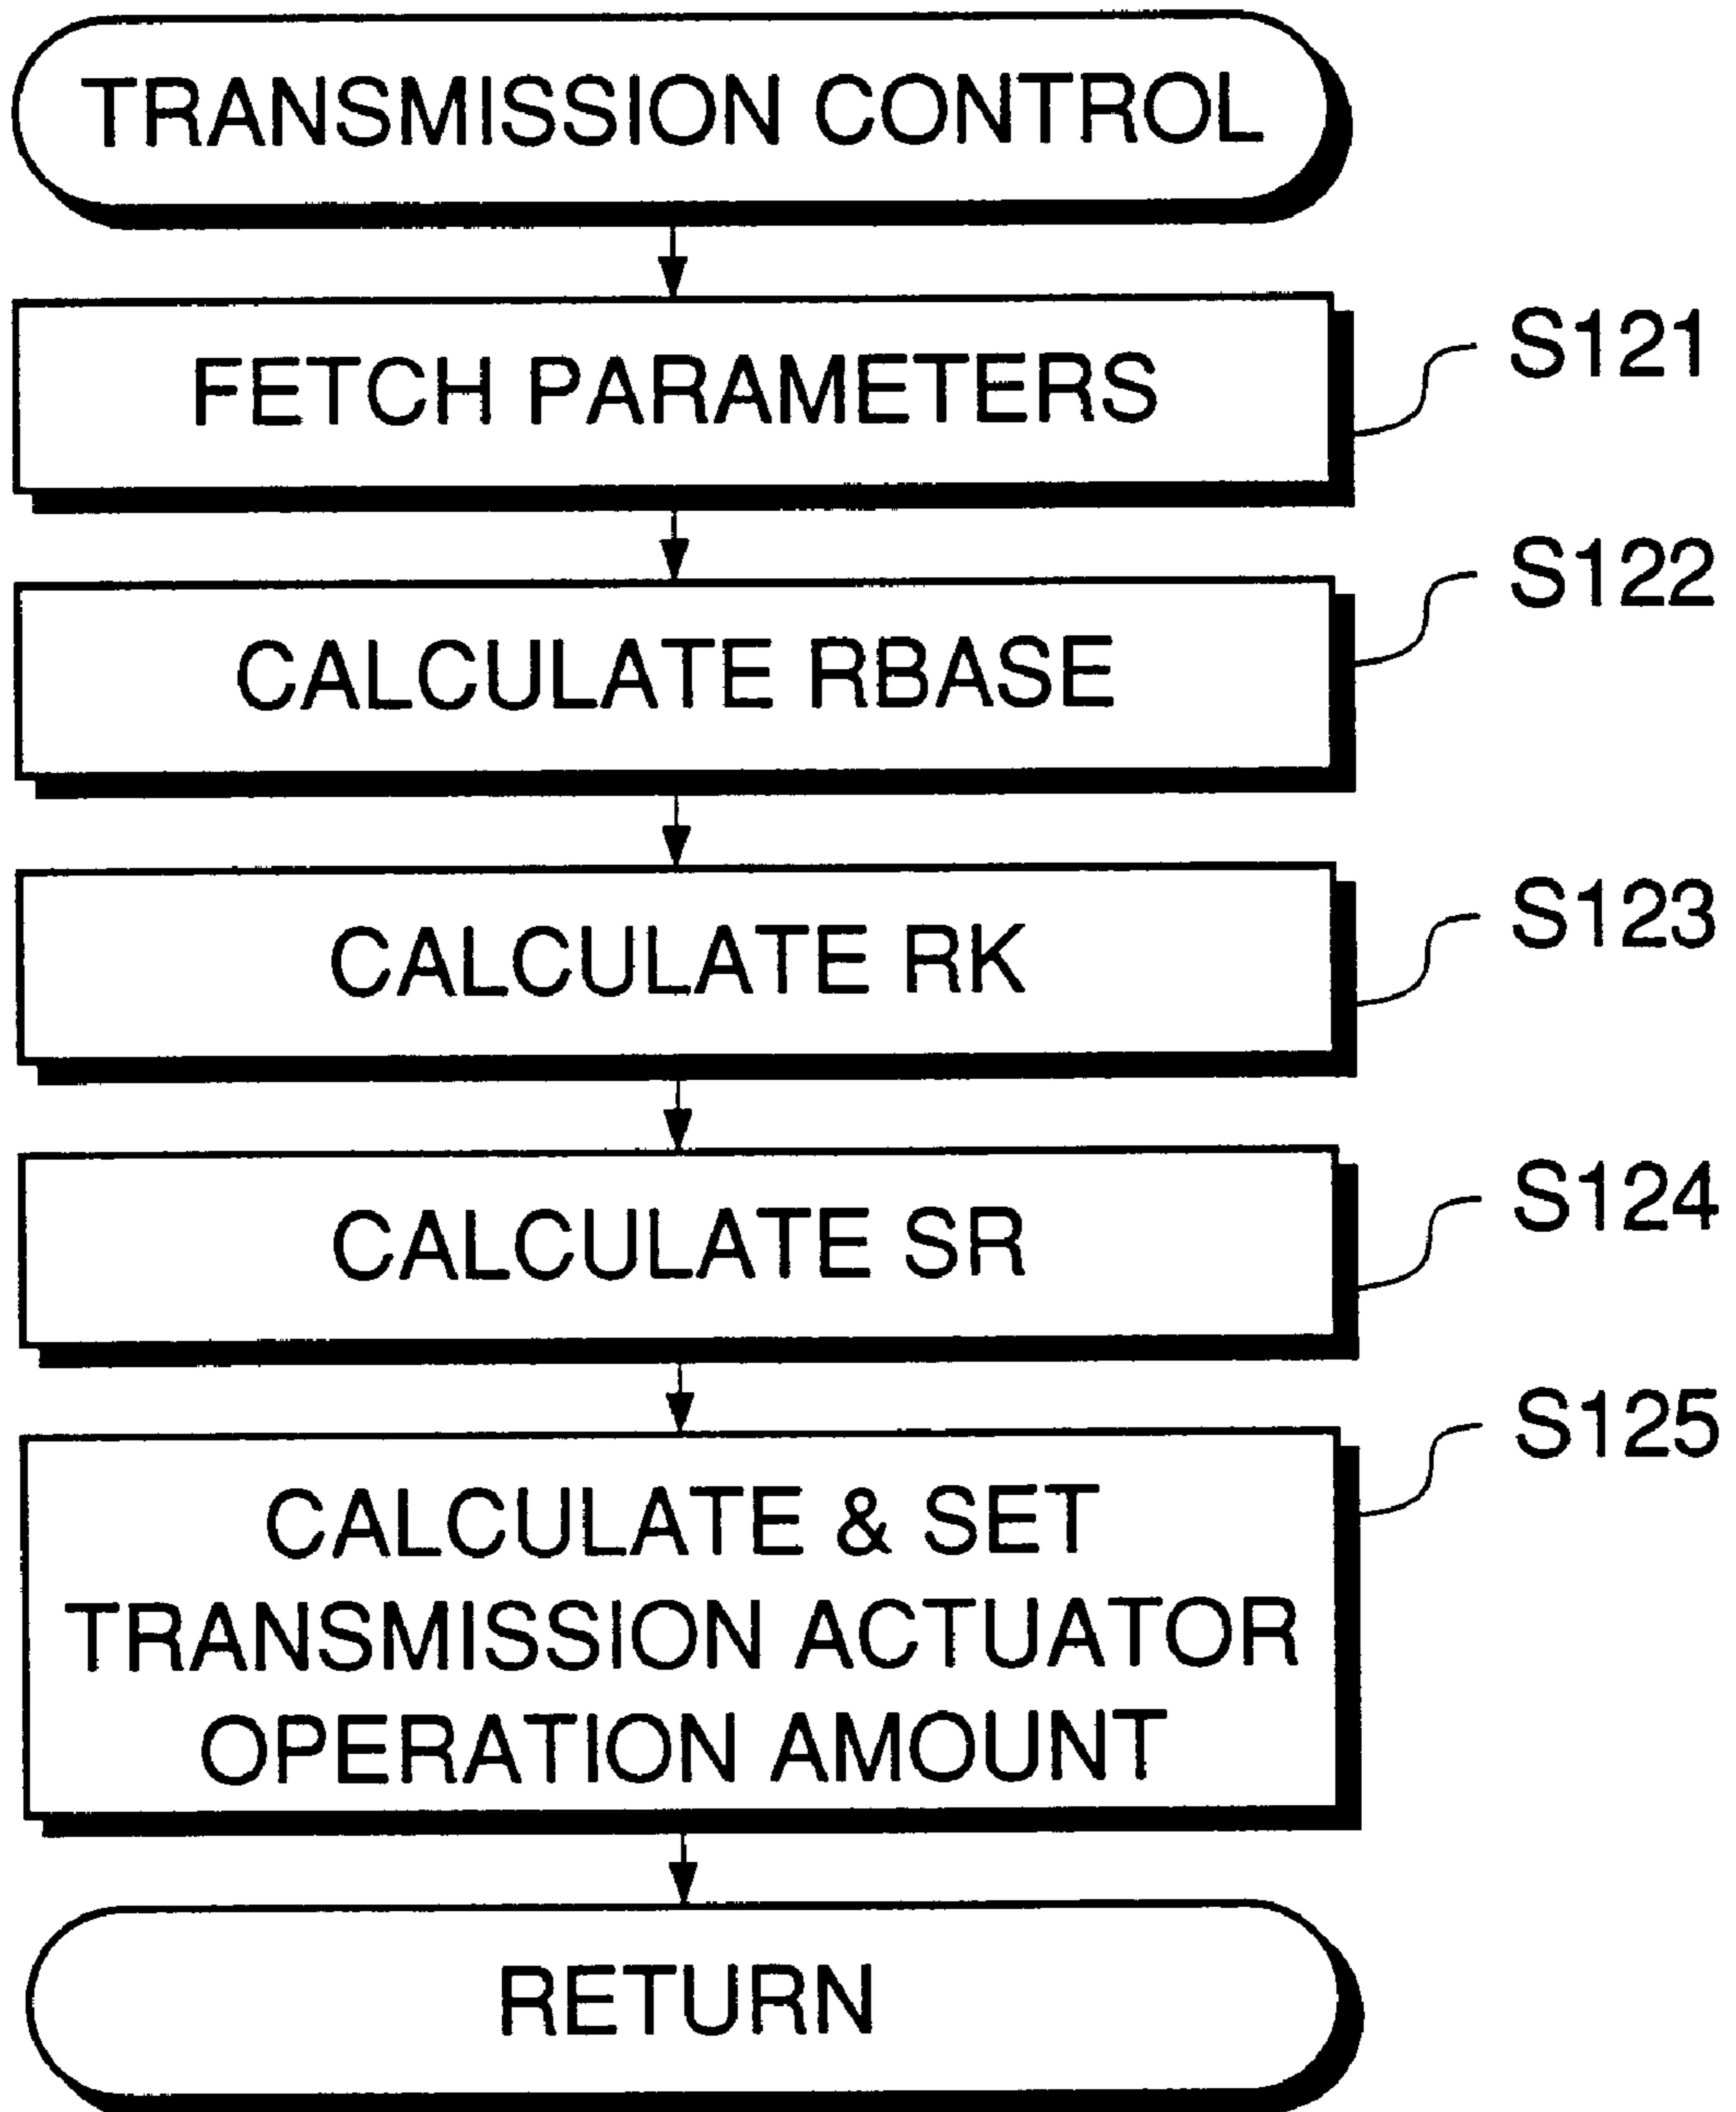 TRANSMISSION CONTROL
FETCH PARAMETERS
S121
CALCULATE RBASE
S122
CALCULATE RK
S123
CALCULATE SR
S124
CALCULATE & SET
TRANSMISSION ACTUATOR
OPERATION AMOUNT
S125
RETURN